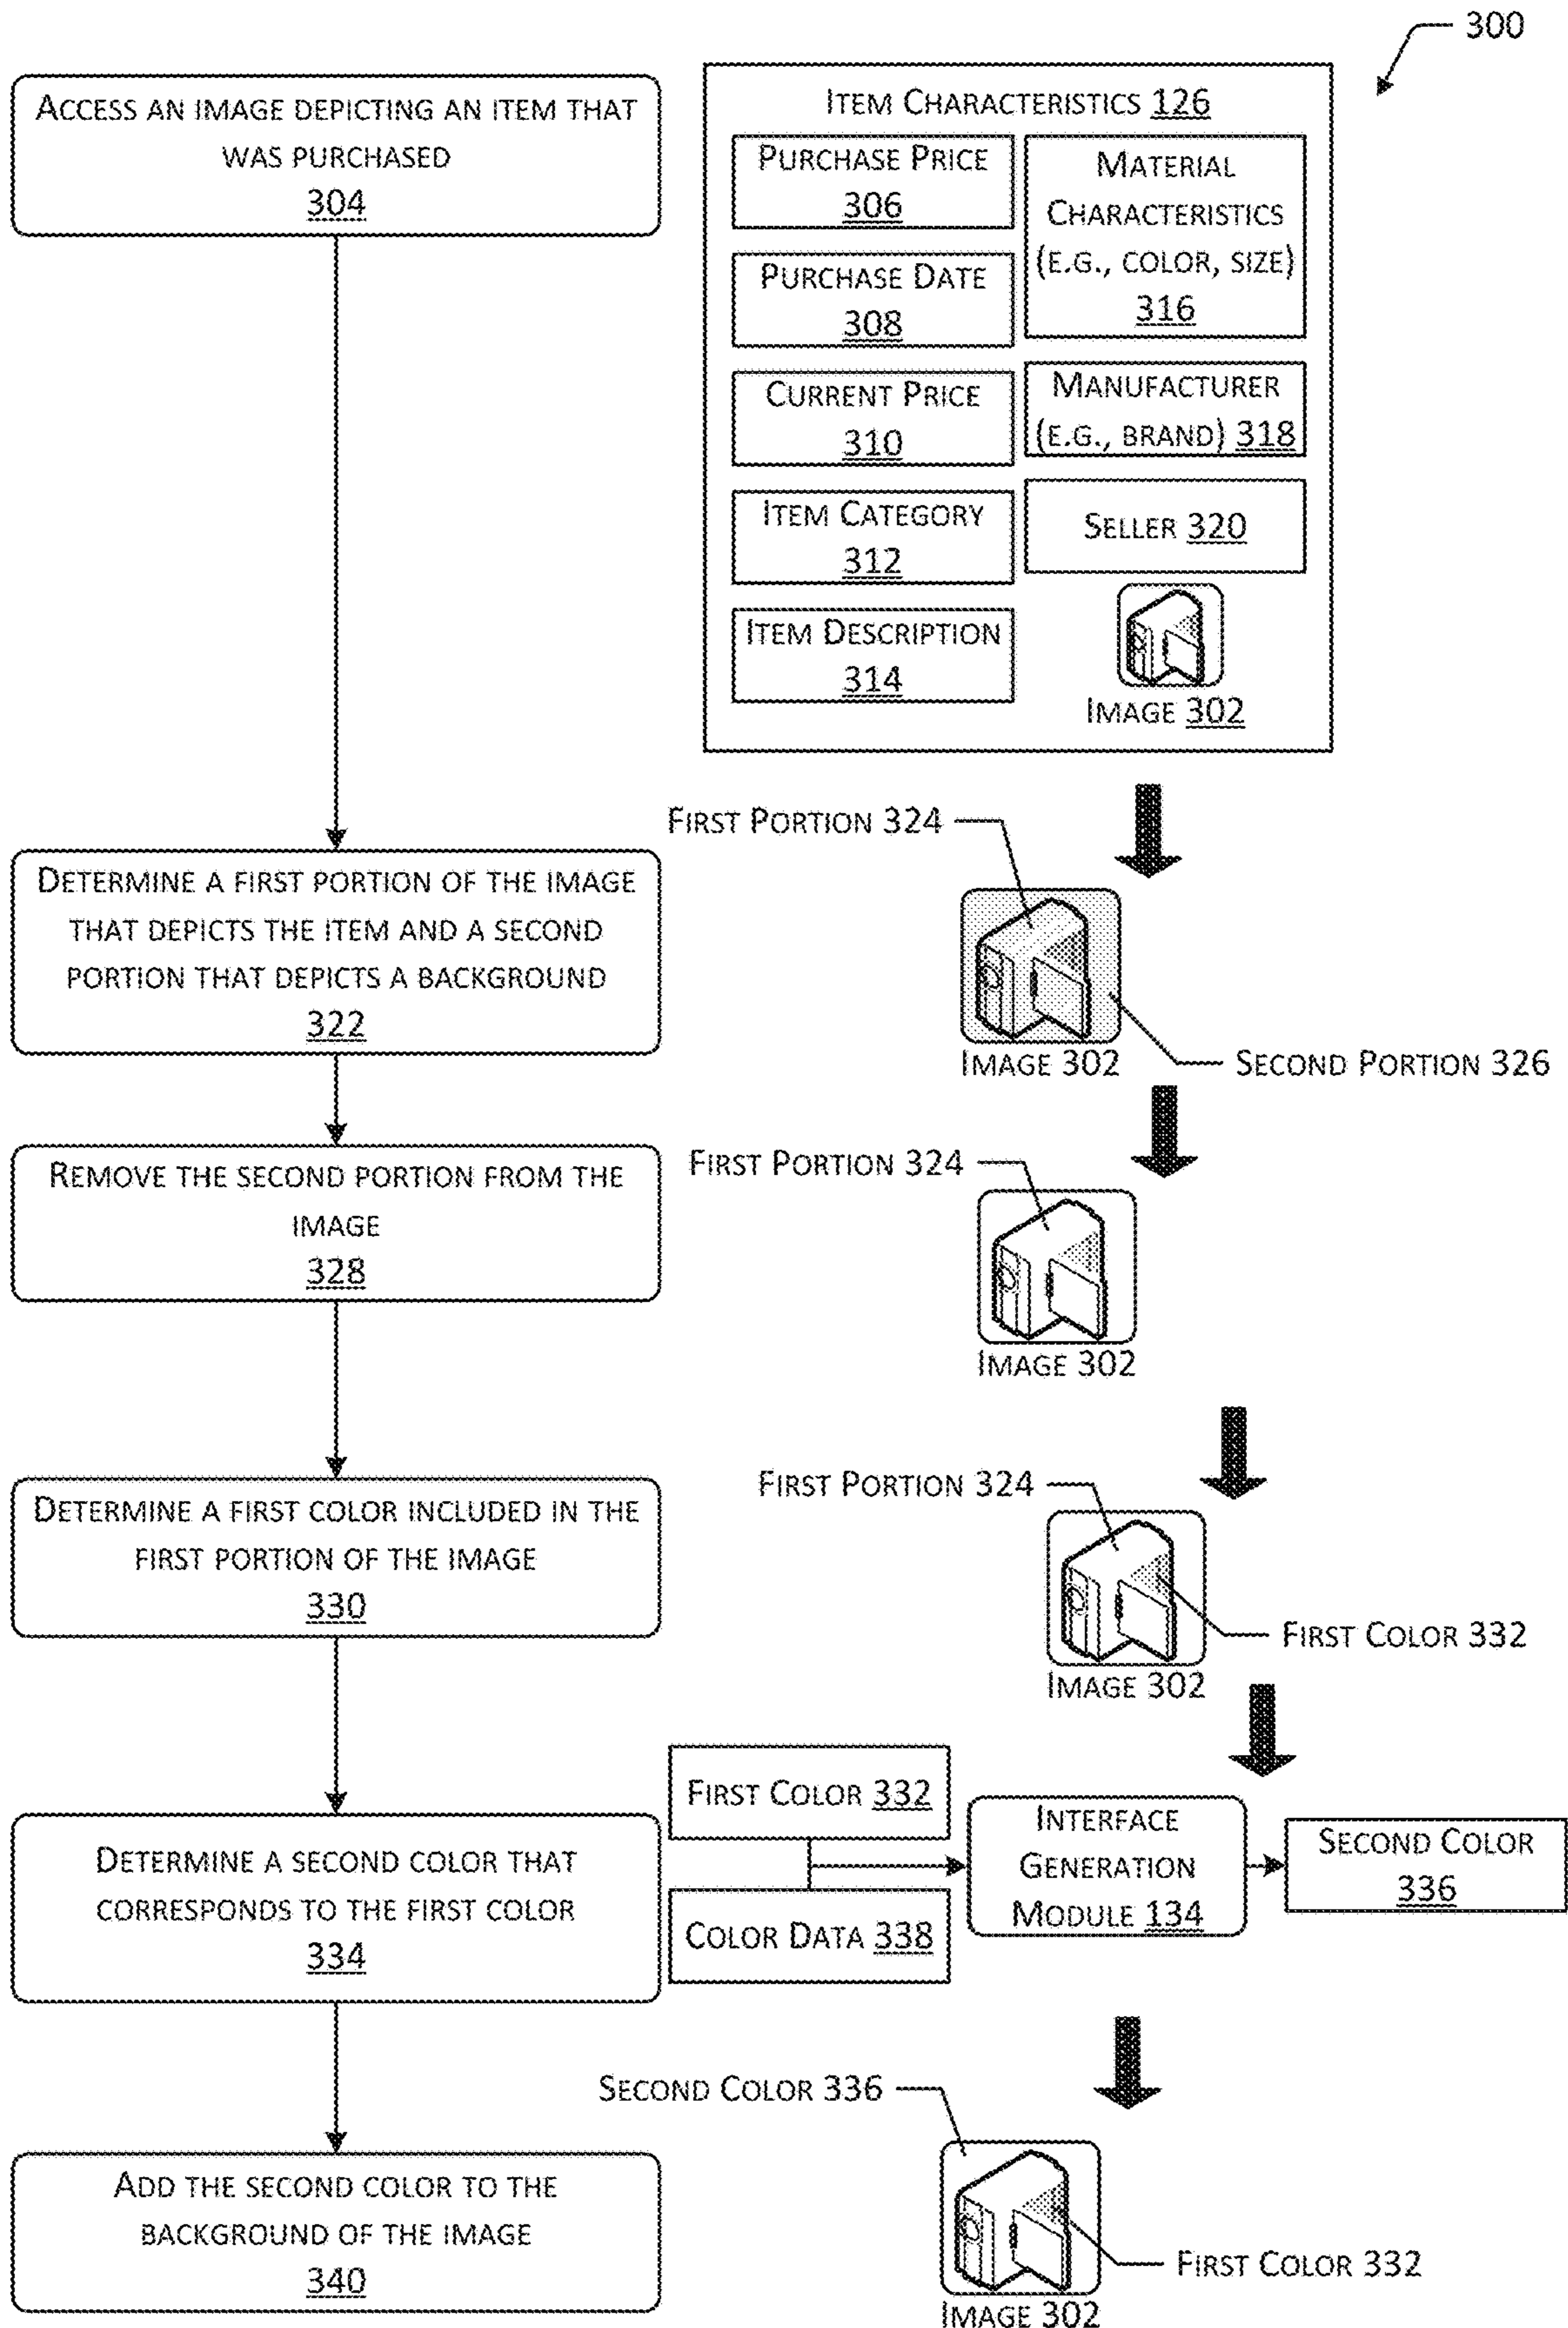 300
ACCESS AN IMAGE DEPICTING AN ITEM THAT
WAS PURCHASED
304
ITEM CHARACTERISTICS 126
PURCHASE PRICE
306
PURCHASE DATE
308
CURRENT PRICE
310
ITEM CATEGORY
312
ITEM DESCRIPTION
314
MATERIAL
CHARACTERISTICS
(E.G., COLOR, SIZE)
316
MANUFACTURER
(E.G., BRAND) 318
SELLER 320
IMAGE 302
DETERMINE A FIRST PORTION OF THE IMAGE
THAT DEPICTS THE ITEM AND A SECOND
PORTION THAT DEPICTS A BACKGROUND
322
FIRST PORTION 324
IMAGE 302
SECOND PORTION 326
REMOVE THE SECOND PORTION FROM THE
IMAGE
328
FIRST PORTION 324
IMAGE 302
DETERMINE A FIRST COLOR INCLUDED IN THE
FIRST PORTION OF THE IMAGE
330
FIRST PORTION 324
FIRST COLOR 332
IMAGE 302
DETERMINE A SECOND COLOR THAT
CORRESPONDS TO THE FIRST COLOR
334
FIRST COLOR 332
COLOR DATA 338
INTERFACE
GENERATION
MODULE 134
SECOND COLOR
336
ADD THE SECOND COLOR TO THE
BACKGROUND OF THE IMAGE
340
SECOND COLOR 336
FIRST COLOR 332
IMAGE 302